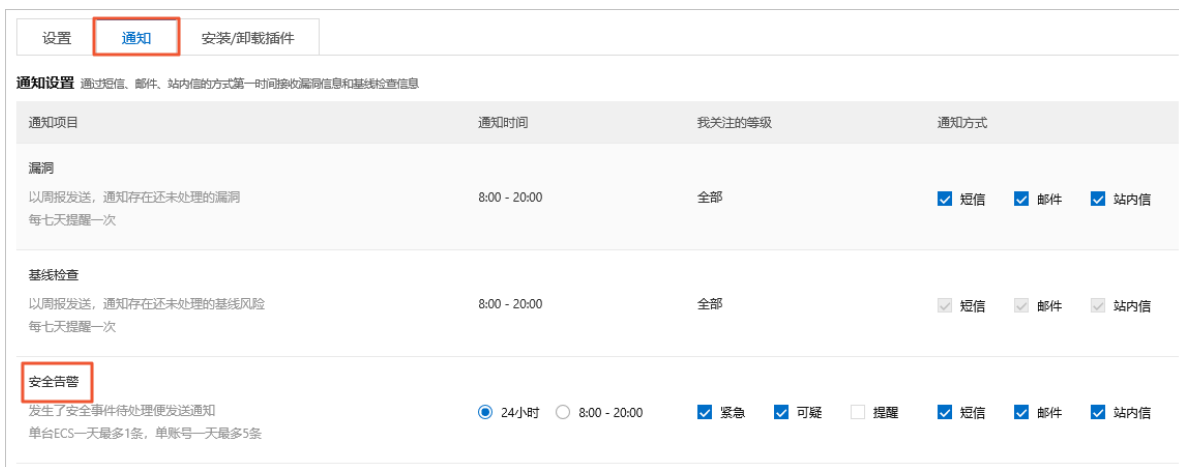 设置 通知 安装/卸载插件
通知设置 通过短信、邮件、站内信的方式第一时间接收漏洞信息和基线检查信息
通知项目 通知时间 我关注的等级 通知方式
漏洞
以周报发送，通知存在还未处理的漏洞 8:00 - 20:00 全部 短信 邮件 站内信
每七天提醒一次
基线检查
以周报发送，通知存在还未处理的基线风险 8:00 - 20:00 全部 短信 邮件 站内信
每七天提醒一次
安全告警
发生了安全事件待处理便发送通知 24小时 8:00 - 20:00 紧急 可疑 提醒 短信 邮件 站内信
单台ECS一天最多1条，单账号一天最多5条